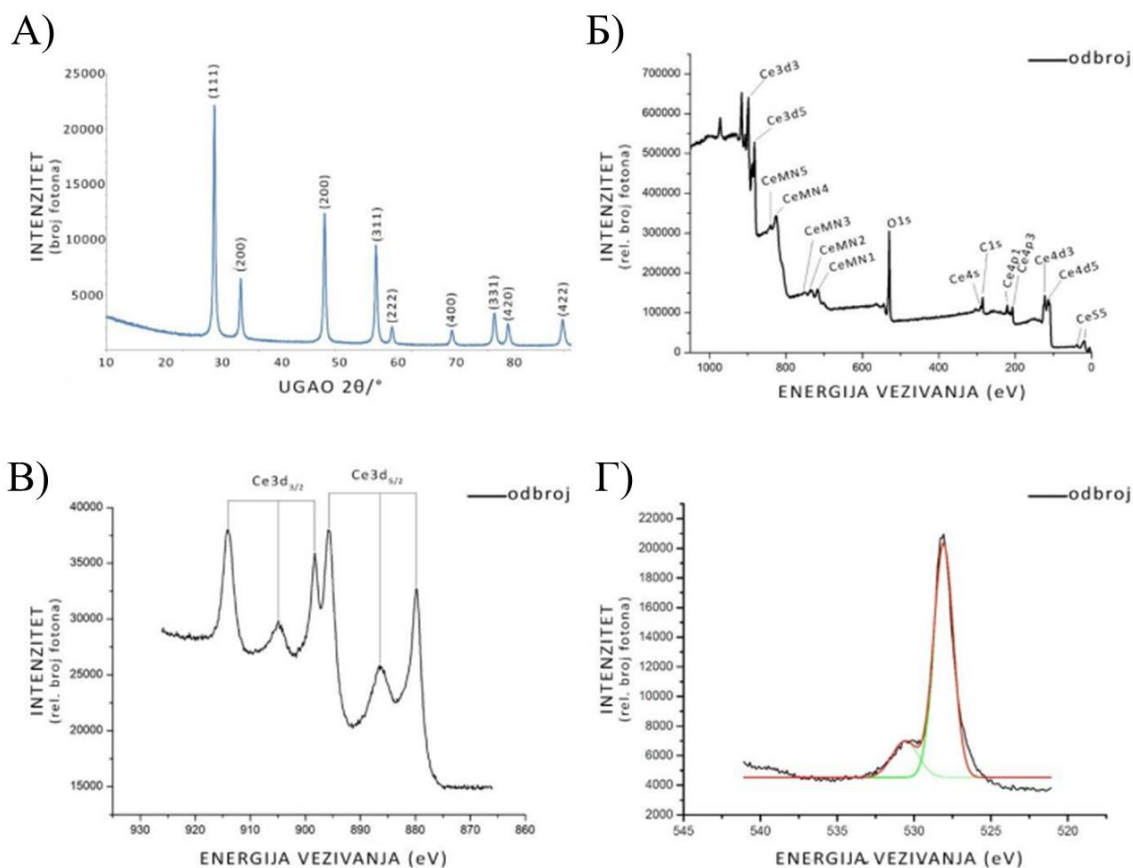 А)
25000
20000
15000
10000
5000
INTENZITET
(broj fotona)
(111)
(200)
(200)
(311)
(222)
(400)
(331)
(420)
(422)
10
20
30
40
50
60
70
80
UGAO 2θ/°
Б)
700000
600000
500000
400000
300000
200000
100000
0
INTENZITET
(rel. broj fotona)
odbroj
Ce3d3
Ce3d5
CeMN5
CeMN4
CeMN3
CeMN2
CeMN1
O1s
Ce4s
C1s
Ce4p1
Ce4p3
Ce4d3
Ce4d5
Ce5S
1000
800
600
400
200
0
ENERGIJA VEZIVANJA (eV)
В)
40000
35000
30000
25000
20000
15000
INTENZITET
(rel. broj fotona)
Ce3d3/2
Ce3d5/2
odbroj
930
920
910
900
890
880
870
860
ENERGIJA VEZIVANJA (eV)
Г)
22000
20000
18000
16000
14000
12000
10000
8000
6000
4000
2000
INTENZITET
(rel. broj fotona)
odbroj
545
540
535
530
525
520
ENERGIJA VEZIVANJA (eV)